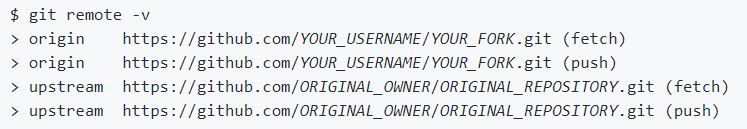 $ git remote -v
> origin    https://github.com/YOUR_USERNAME/YOUR_FORK.git (fetch)
> origin    https://github.com/YOUR_USERNAME/YOUR_FORK.git (push)
> upstream  https://github.com/ORIGINAL_OWNER/ORIGINAL_REPOSITORY.git (fetch)
> upstream  https://github.com/ORIGINAL_OWNER/ORIGINAL_REPOSITORY.git (push)